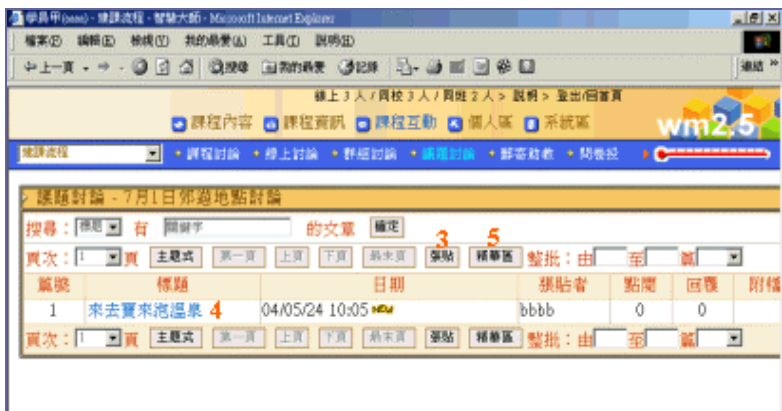 學員甲(aaaa) - 建課流程 - 智慧大師 - Microsoft Internet Explorer
檔案(F) 編輯(E) 檢視(V) 我的最愛(A) 工具(T) 說明(H)
上一頁 搜尋 我的最愛 記錄 連結 »
線上 3 人 / 同校 3 人 / 同班 2 人 > 說明 > 登出/回首頁
課程內容 課程資訊 課程互動 個人區 系統區 wm2.5
建課流程 課程討論 線上討論 群組討論 議題討論 郵寄助教 問卷投
議題討論 - 7月1日郊遊地點討論
搜尋：標題 有 關鍵字 的文章 確定
3 5
頁次：1 頁 主題式 第一頁 上頁 下頁 最末頁 張貼 精華區 整批：由 至 篇
篇號 標題 日期 張貼者 點閱 回覆 附檔
1 來去寶來泡溫泉 4 04/05/24 10:05 NEW bbbb 0 0
頁次：1 頁 主題式 第一頁 上頁 下頁 最末頁 張貼 精華區 整批：由 至 篇